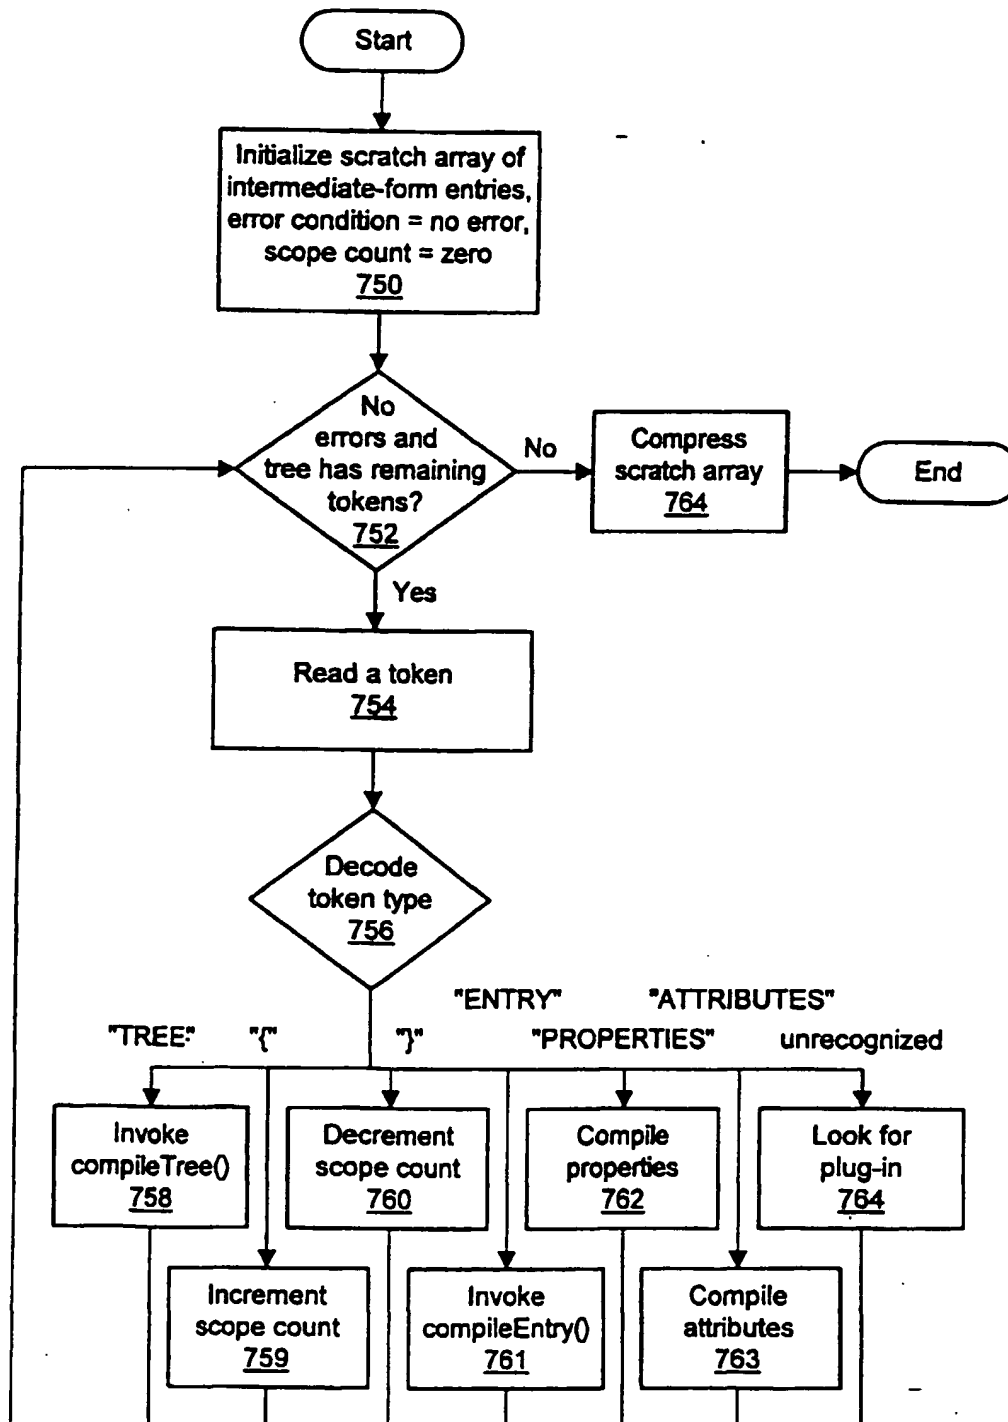 Start
Initialize scratch array of
intermediate-form entries,
error condition = no error,
scope count = zero
750
No
errors and
tree has remaining
tokens?
752
No
Compress
scratch array
764
End
Yes
Read a token
754
Decode
token type
756
"ENTRY"
"ATTRIBUTES"
"TREE"
"{"
"}"
"PROPERTIES"
unrecognized
Invoke
compileTree()
758
Decrement
scope count
760
Compile
properties
762
Look for
plug-in
764
Increment
scope count
759
Invoke
compileEntry()
761
Compile
attributes
763